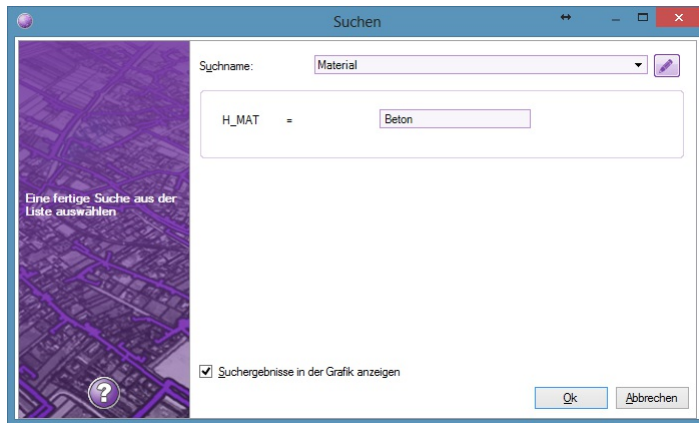 Suchen
Suchname: Material
H_MAT = Beton
Eine fertige Suche aus der
Liste auswählen
Suchergebnisse in der Grafik anzeigen
?
Ok Abbrechen